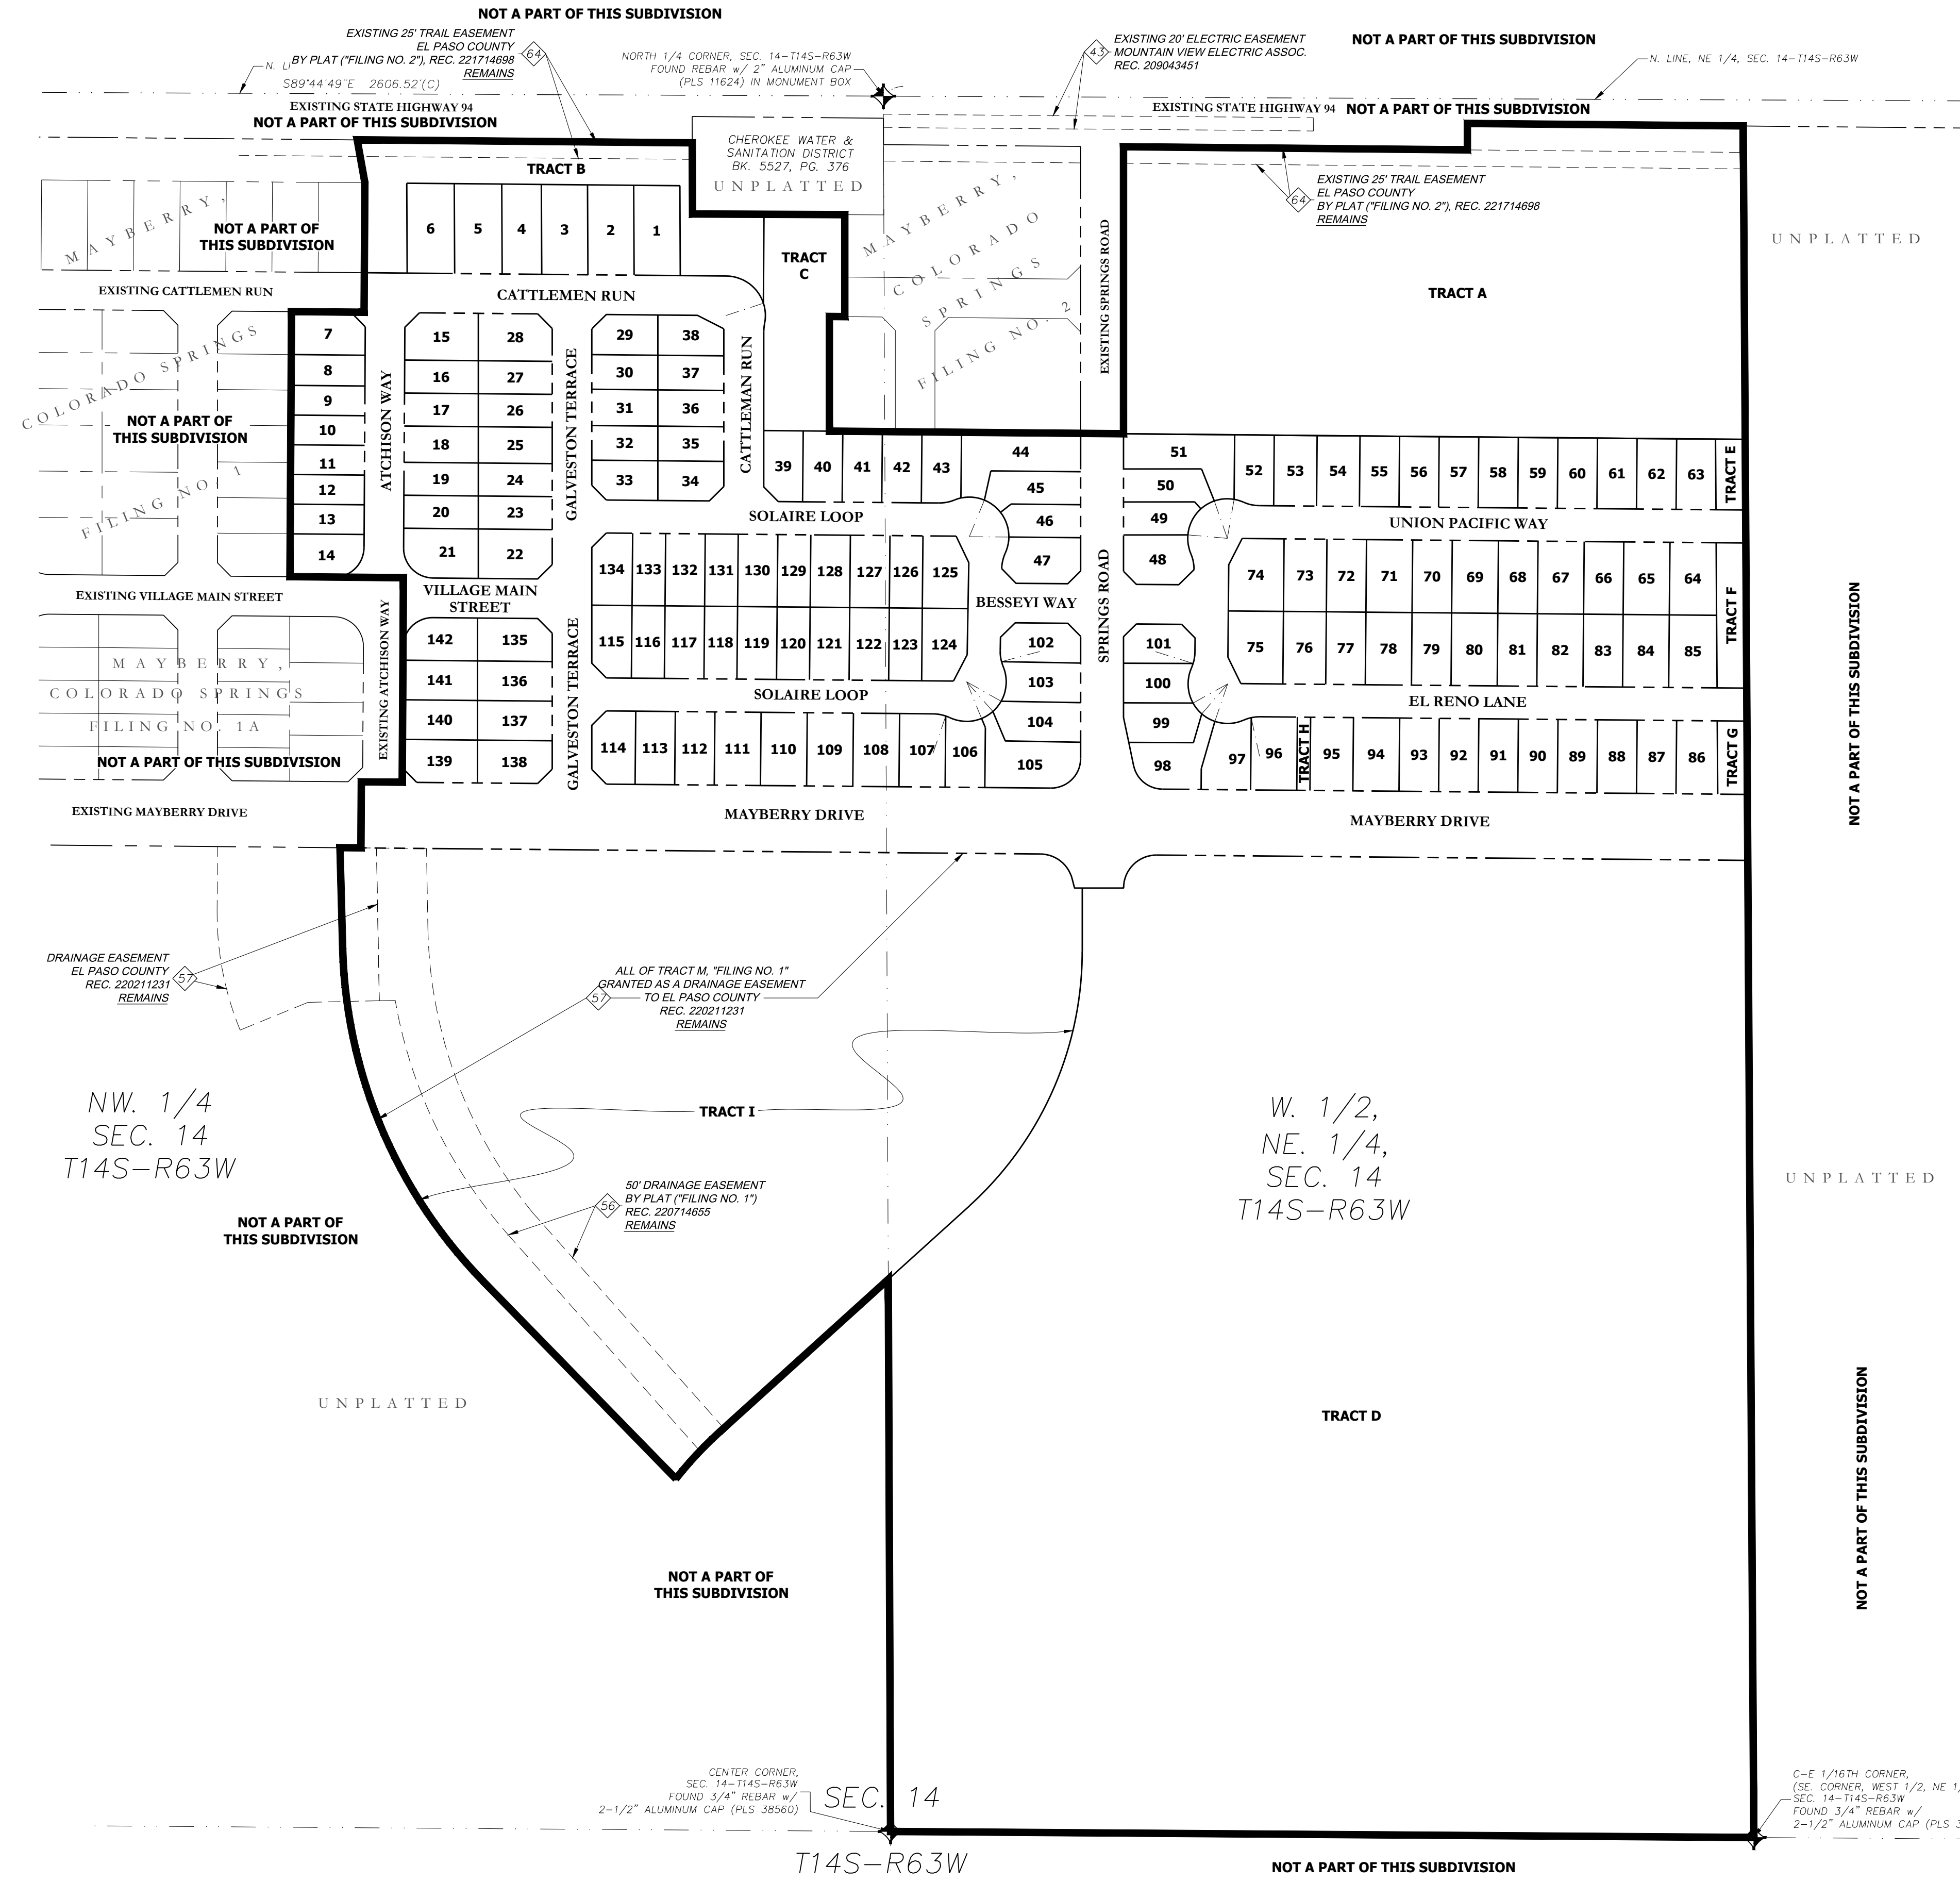 NOT A PART OF THIS SUBDIVISION
EXISTING 25' TRAIL EASEMENT
EL PASO COUNTY
BY PLAT ("FILING NO. 2"), REC. 221714698
REMAINS
64
N. LI
S89°44'49"E 2606.52'(C)
NORTH 1/4 CORNER, SEC. 14-T14S-R63W
FOUND REBAR w/ 2" ALUMINUM CAP
(PLS 11624) IN MONUMENT BOX
43
EXISTING 20' ELECTRIC EASEMENT
MOUNTAIN VIEW ELECTRIC ASSOC.
REC. 209043451
NOT A PART OF THIS SUBDIVISION
N. LINE, NE 1/4, SEC. 14-T14S-R63W
EXISTING STATE HIGHWAY 94
NOT A PART OF THIS SUBDIVISION
EXISTING STATE HIGHWAY 94
NOT A PART OF THIS SUBDIVISION
CHEROKEE WATER &
SANITATION DISTRICT
BK. 5527, PG. 376
UNPLATTED
TRACT B
EXISTING 25' TRAIL EASEMENT
EL PASO COUNTY
BY PLAT ("FILING NO. 2"), REC. 221714698
REMAINS
64
MAYBERRY,
COLORADO SPRINGS
FILING NO. 1
NOT A PART OF
THIS SUBDIVISION
6 5 4 3 2 1
TRACT
C
MAYBERRY,
COLORADO
SPRINGS
FILING NO. 2
EXISTING SPRINGS ROAD
TRACT A
UNPLATTED
EXISTING CATTLEMEN RUN
CATTLEMEN RUN
NOT A PART OF
THIS SUBDIVISION
7
8
9
10
11
12
13
14
ATCHISON WAY
15 28
16 27
17 26
18 25
19 24
20 23
21 22
GALVESTON TERRACE
29 38
30 37
31 36
32 35
33 34
CATTLEMAN RUN
39 40 41 42 43 44
45
46
47
51
50
49
48
52 53 54 55 56 57 58 59 60 61 62 63
TRACT E
SOLAIRE LOOP
UNION PACIFIC WAY
134 133 132 131 130 129 128 127 126 125
115 116 117 118 119 120 121 122 123 124
BESSEYI WAY
SPRINGS ROAD
74 73 72 71 70 69 68 67 66 65 64
75 76 77 78 79 80 81 82 83 84 85
TRACT F
EXISTING VILLAGE MAIN STREET
VILLAGE MAIN
STREET
MAYBERRY,
COLORADO SPRINGS
FILING NO. 1A
NOT A PART OF THIS SUBDIVISION
EXISTING ATCHISON WAY
142 135
141 136
140 137
139 138
GALVESTON TERRACE
SOLAIRE LOOP
102
103
104
105
101
100
99
98
EL RENO LANE
114 113 112 111 110 109 108 107 106
97 96
TRACT H
95 94 93 92 91 90 89 88 87 86
TRACT G
NOT A PART OF THIS SUBDIVISION
EXISTING MAYBERRY DRIVE
MAYBERRY DRIVE
MAYBERRY DRIVE
DRAINAGE EASEMENT
EL PASO COUNTY
REC. 220211231
REMAINS
57
ALL OF TRACT M, "FILING NO. 1"
GRANTED AS A DRAINAGE EASEMENT
TO EL PASO COUNTY
REC. 220211231
REMAINS
57
NW. 1/4
SEC. 14
T14S-R63W
TRACT I
W. 1/2,
NE. 1/4,
SEC. 14
T14S-R63W
UNPLATTED
56
50' DRAINAGE EASEMENT
BY PLAT ("FILING NO. 1")
REC. 220714655
REMAINS
NOT A PART OF
THIS SUBDIVISION
UNPLATTED
TRACT D
NOT A PART OF THIS SUBDIVISION
NOT A PART OF
THIS SUBDIVISION
CENTER CORNER,
SEC. 14-T14S-R63W
FOUND 3/4" REBAR w/
2-1/2" ALUMINUM CAP (PLS 38560)
SEC. 14
T14S-R63W
C-E 1/16TH CORNER,
(SE. CORNER, WEST 1/2, NE 1/
SEC. 14-T14S-R63W
FOUND 3/4" REBAR w/
2-1/2" ALUMINUM CAP (PLS 3
NOT A PART OF THIS SUBDIVISION